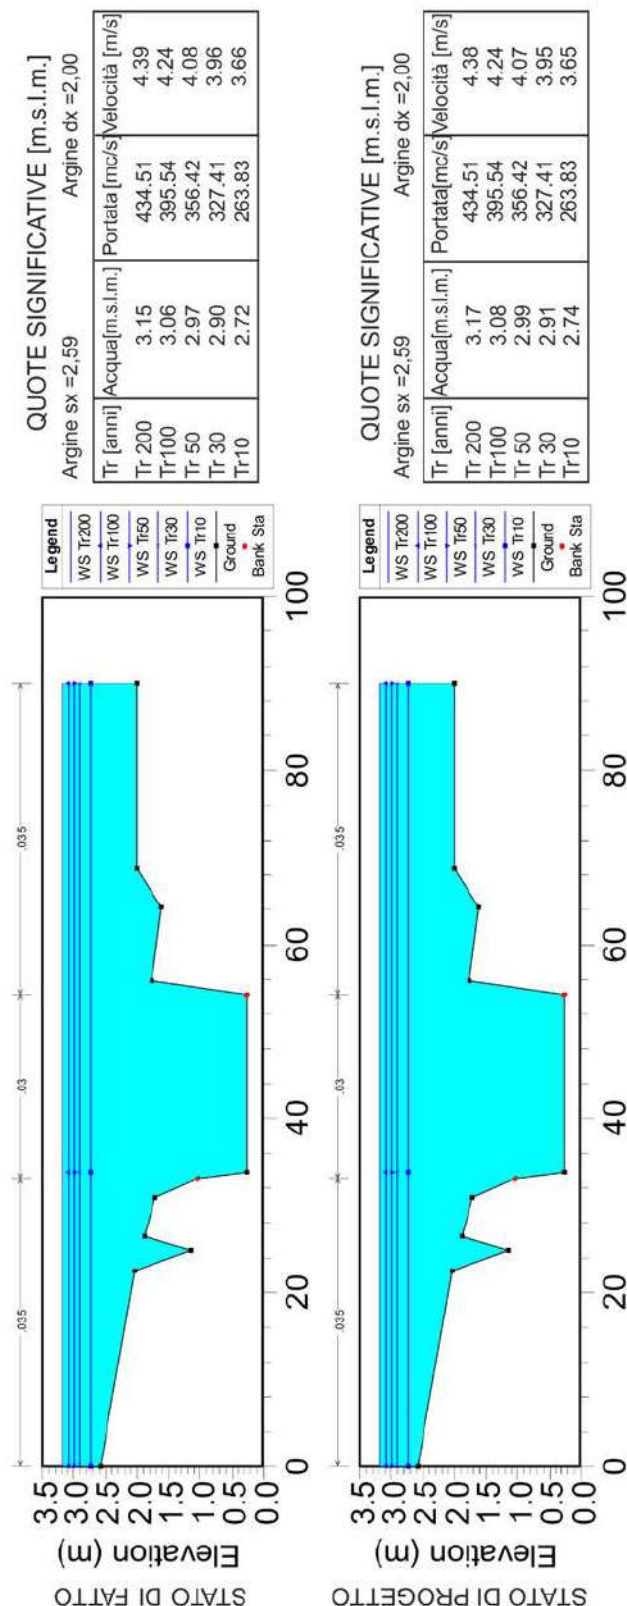 STATO DI FATTO
Elevation (m)
3.5
3.0
2.5
2.0
1.5
1.0
0.5
0.0
0
20
40
60
80
100
.035
.03
.035
Legend
WS Tr200
WS Tr100
WS Tr50
WS Tr30
WS Tr10
Ground
Bank Sta
QUOTE SIGNIFICATIVE [m.s.l.m.]
Argine sx =2,59 Argine dx =2,00
Tr [anni] Acqua[m.s.l.m.] Portata [mc/s] Velocità [m/s]
Tr 200 3.15 434.51 4.39
Tr100 3.06 395.54 4.24
Tr 50 2.97 356.42 4.08
Tr 30 2.90 327.41 3.96
Tr10 2.72 263.83 3.66
STATO DI PROGETTO
Elevation (m)
3.5
3.0
2.5
2.0
1.5
1.0
0.5
0.0
0
20
40
60
80
100
.035
.03
.035
Legend
WS Tr200
WS Tr100
WS Tr50
WS Tr30
WS Tr10
Ground
Bank Sta
QUOTE SIGNIFICATIVE [m.s.l.m.]
Argine sx =2,59 Argine dx =2,00
Tr [anni] Acqua[m.s.l.m.] Portata[mc/s] Velocità [m/s]
Tr 200 3.17 434.51 4.38
Tr100 3.08 395.54 4.24
Tr 50 2.99 356.42 4.07
Tr 30 2.91 327.41 3.95
Tr10 2.74 263.83 3.65